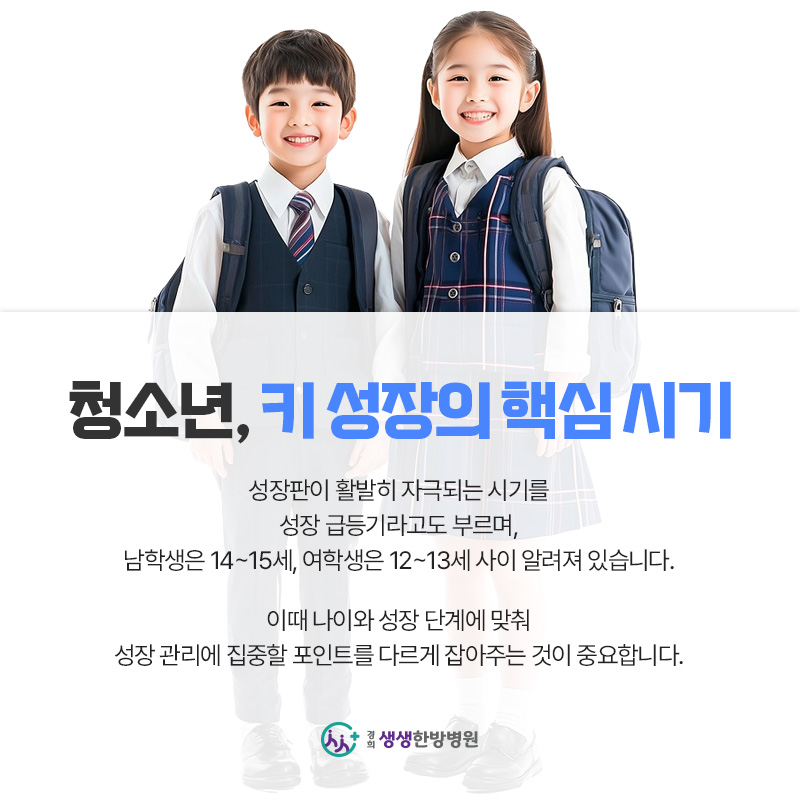 청소년, 키 성장의 핵심 시기
성장판이 활발히 자극되는 시기를
성장 급등기라고도 부르며,
남학생은 14~15세, 여학생은 12~13세 사이 알려져 있습니다.
이때 나이와 성장 단계에 맞춰
성장 관리에 집중할 포인트를 다르게 잡아주는 것이 중요합니다.
경희 생생한방병원